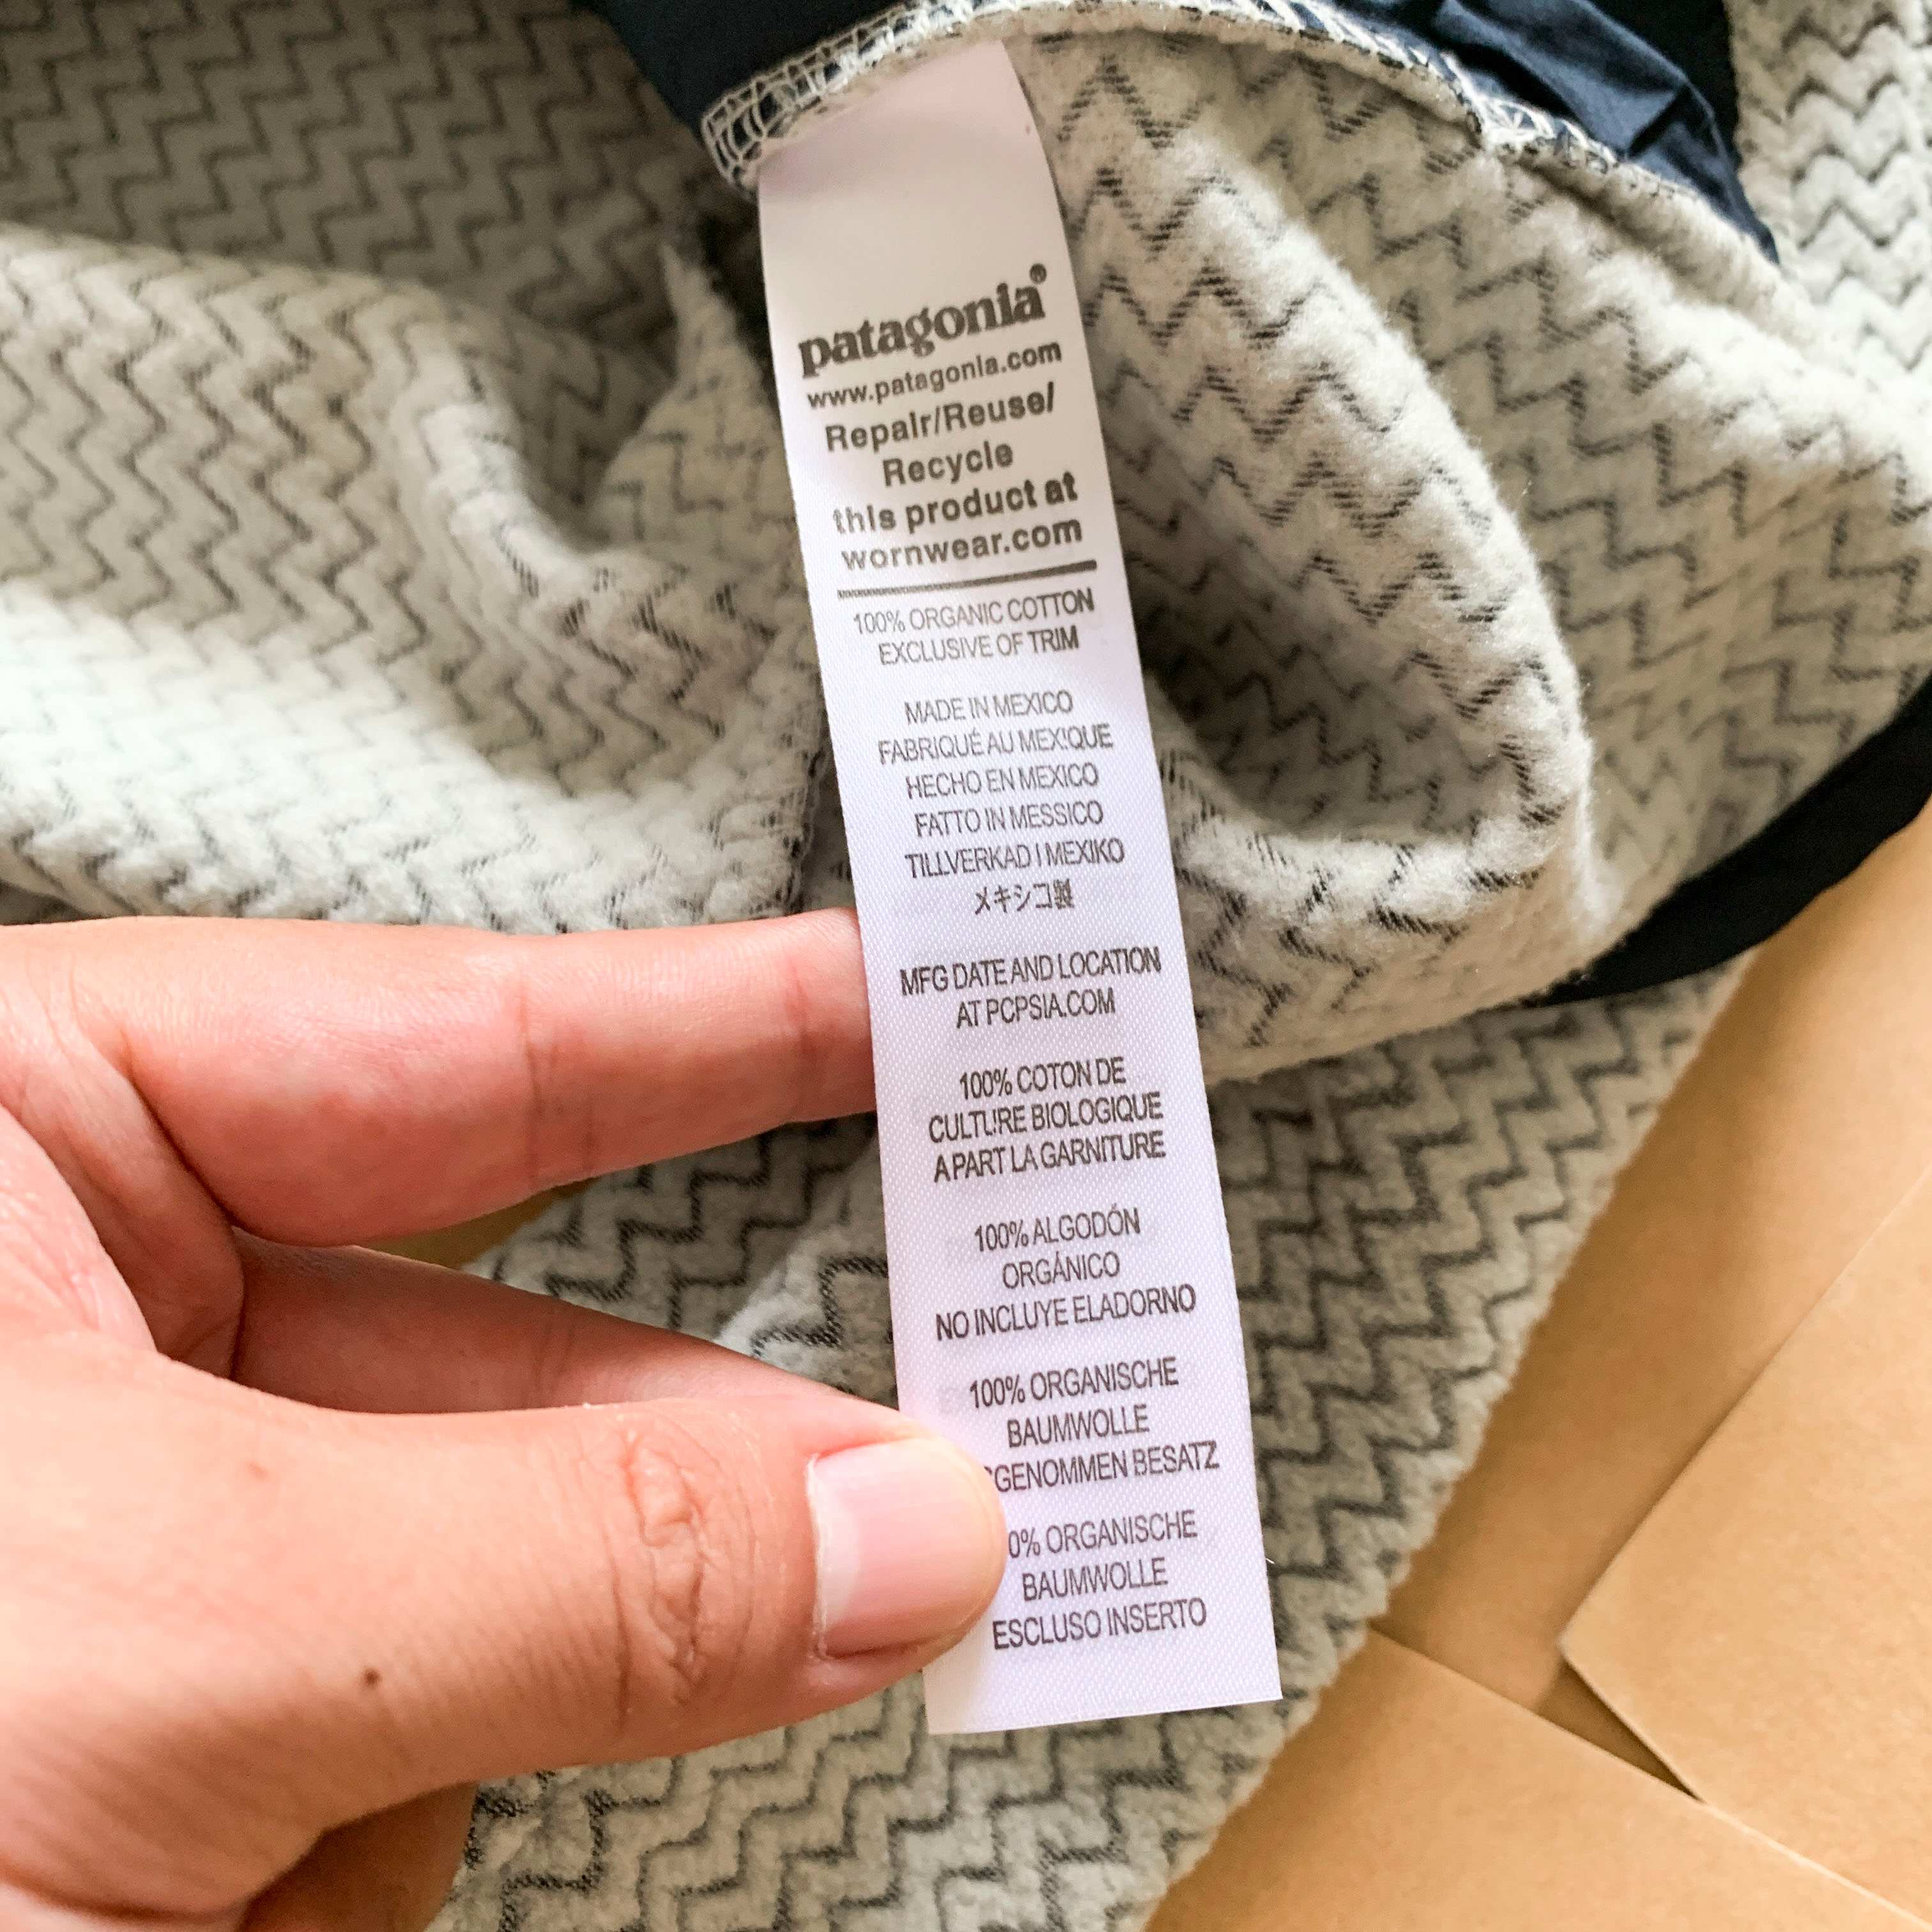 patagonia®
www.patagonia.com
Repair/Reuse/
Recycle
this product at
wornwear.com
100% ORGANIC COTTON
EXCLUSIVE OF TRIM
MADE IN MEXICO
FABRIQUÉ AU MEXIQUE
HECHO EN MEXICO
FATTO IN MESSICO
TILLVERKAD I MEXIKO
メキシコ製
MFG DATE AND LOCATION
AT PCPSIA.COM
100% COTON DE
CULTURE BIOLOGIQUE
A PART LA GARNITURE
100% ALGODÓN
ORGÁNICO
NO INCLUYE ELADORNO
100% ORGANISCHE
BAUMWOLLE
GENOMMEN BESATZ
0% ORGANISCHE
BAUMWOLLE
ESCLUSO INSERTO